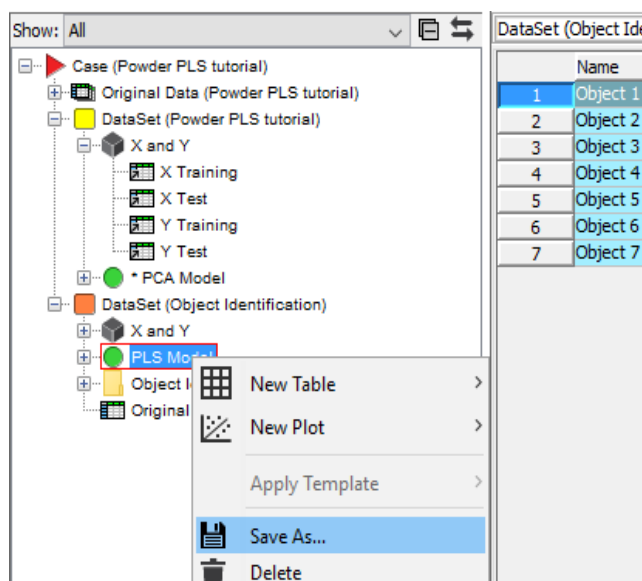 Show: All
Case (Powder PLS tutorial)
Original Data (Powder PLS tutorial)
DataSet (Powder PLS tutorial)
X and Y
X Training
X Test
Y Training
Y Test
* PCA Model
DataSet (Object Identification)
X and Y
PLS Model
Object
Original
New Table
New Plot
Apply Template
Save As...
Delete
DataSet (Object Ide
Name
1 Object 1
2 Object 2
3 Object 3
4 Object 4
5 Object 5
6 Object 6
7 Object 7